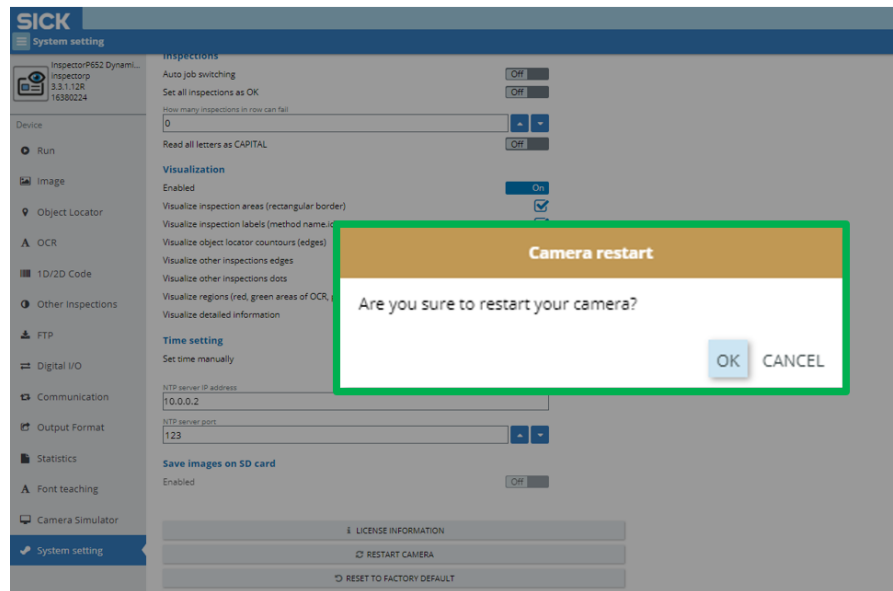 SICK
System setting
InspectorP652 Dynami...
inspectorp
3.3.1.12R
16380224
Device
Run
Image
Object Locator
A OCR
1D/2D Code
Other Inspections
FTP
Digital I/O
Communication
Output Format
Statistics
A Font teaching
Camera Simulator
System setting
Inspections
Auto job switching Off
Set all inspections as OK Off
How many inspections in row can fail
0
Read all letters as CAPITAL Off
Visualization
Enabled On
Visualize inspection areas (rectangular border)
Visualize inspection labels (method name.ic
Visualize object locator countours (edges)
Visualize other inspections edges
Visualize other inspections dots
Visualize regions (red, green areas of OCR,
Visualize detailed information
Time setting
Set time manually
NTP server IP address
10.0.0.2
NTP server port
123
Save images on SD card
Enabled Off
LICENSE INFORMATION
RESTART CAMERA
RESET TO FACTORY DEFAULT
Camera restart
Are you sure to restart your camera?
OK CANCEL